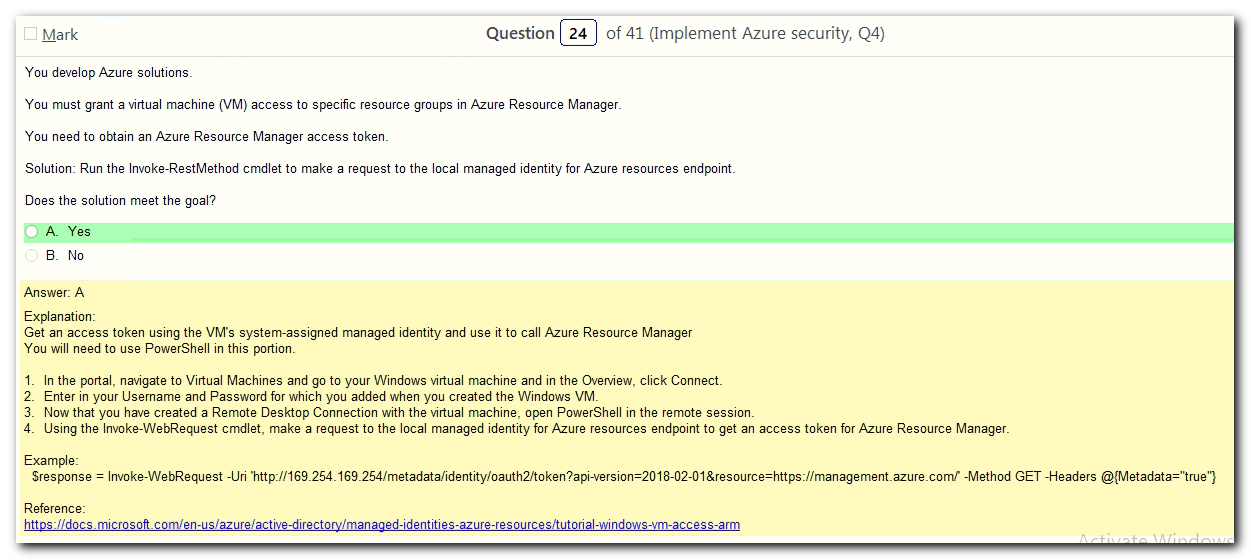 Mark
Question 24 of 41 (Implement Azure security, Q4)
You develop Azure solutions.
You must grant a virtual machine (VM) access to specific resource groups in Azure Resource Manager.
You need to obtain an Azure Resource Manager access token.
Solution: Run the Invoke-RestMethod cmdlet to make a request to the local managed identity for Azure resources endpoint.
Does the solution meet the goal?
A. Yes
B. No
Answer: A
Explanation:
Get an access token using the VM's system-assigned managed identity and use it to call Azure Resource Manager
You will need to use PowerShell in this portion.
1. In the portal, navigate to Virtual Machines and go to your Windows virtual machine and in the Overview, click Connect.
2. Enter in your Username and Password for which you added when you created the Windows VM.
3. Now that you have created a Remote Desktop Connection with the virtual machine, open PowerShell in the remote session.
4. Using the Invoke-WebRequest cmdlet, make a request to the local managed identity for Azure resources endpoint to get an access token for Azure Resource Manager.
Example:
$response = Invoke-WebRequest -Uri 'http://169.254.169.254/metadata/identity/oauth2/token?api-version=2018-02-01&resource=https://management.azure.com/' -Method GET -Headers @{Metadata="true"}
Reference:
https://docs.microsoft.com/en-us/azure/active-directory/managed-identities-azure-resources/tutorial-windows-vm-access-arm
Activate Windows